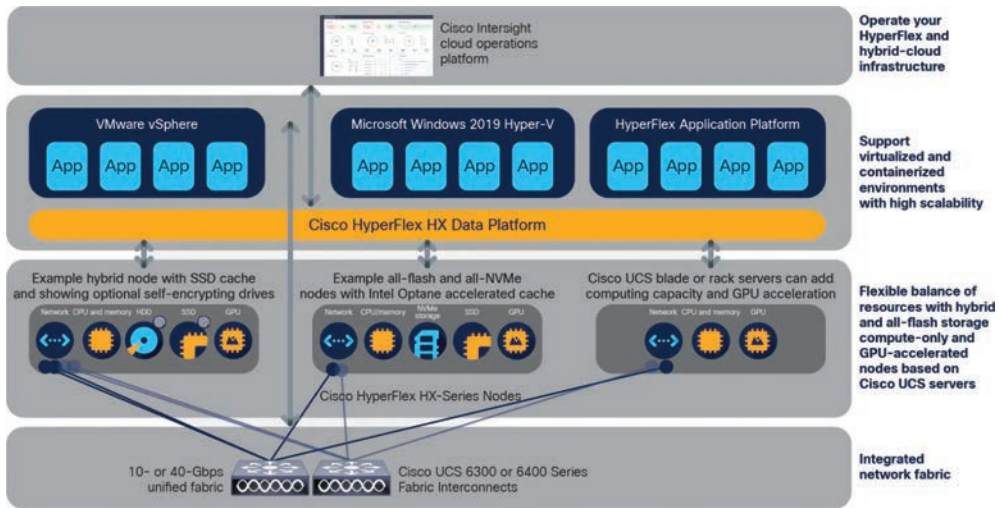 Cisco Intersight
cloud operations
platform
Operate your
HyperFlex and
hybrid-cloud
infrastructure
VMware vSphere
App App App App
Microsoft Windows 2019 Hyper-V
App App App App
HyperFlex Application Platform
App App App App
Cisco HyperFlex HX Data Platform
Support
virtualized and
containerized
environments
with high scalability
Example hybrid node with SSD cache
and showing optional self-encrypting drives
Network CPU and memory HDD SSD GPU
Example all-flash and all-NVMe
nodes with Intel Optane accelerated cache
Network CPU/memory NVMe
storage SSD GPU
Cisco UCS blade or rack servers can add
computing capacity and GPU acceleration
Network CPU and memory GPU
Cisco HyperFlex HX-Series Nodes
Flexible balance of
resources with hybrid
and all-flash storage
compute-only and
GPU-accelerated
nodes based on
Cisco UCS servers
10- or 40-Gbps
unified fabric
Cisco UCS 6300 or 6400 Series
Fabric Interconnects
Integrated
network fabric